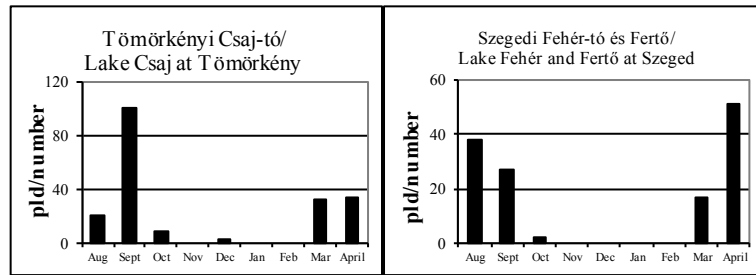 Tömörkényi Csaj-tó/
Lake Csaj at Tömörkény
pld/number
120
80
40
0
Aug Sept Oct Nov Dec Jan Feb Mar April
Szegedi Fehér-tó és Fertő/
Lake Fehér and Fertő at Szeged
pld/number
60
40
20
0
Aug Sept Oct Nov Dec Jan Feb Mar April